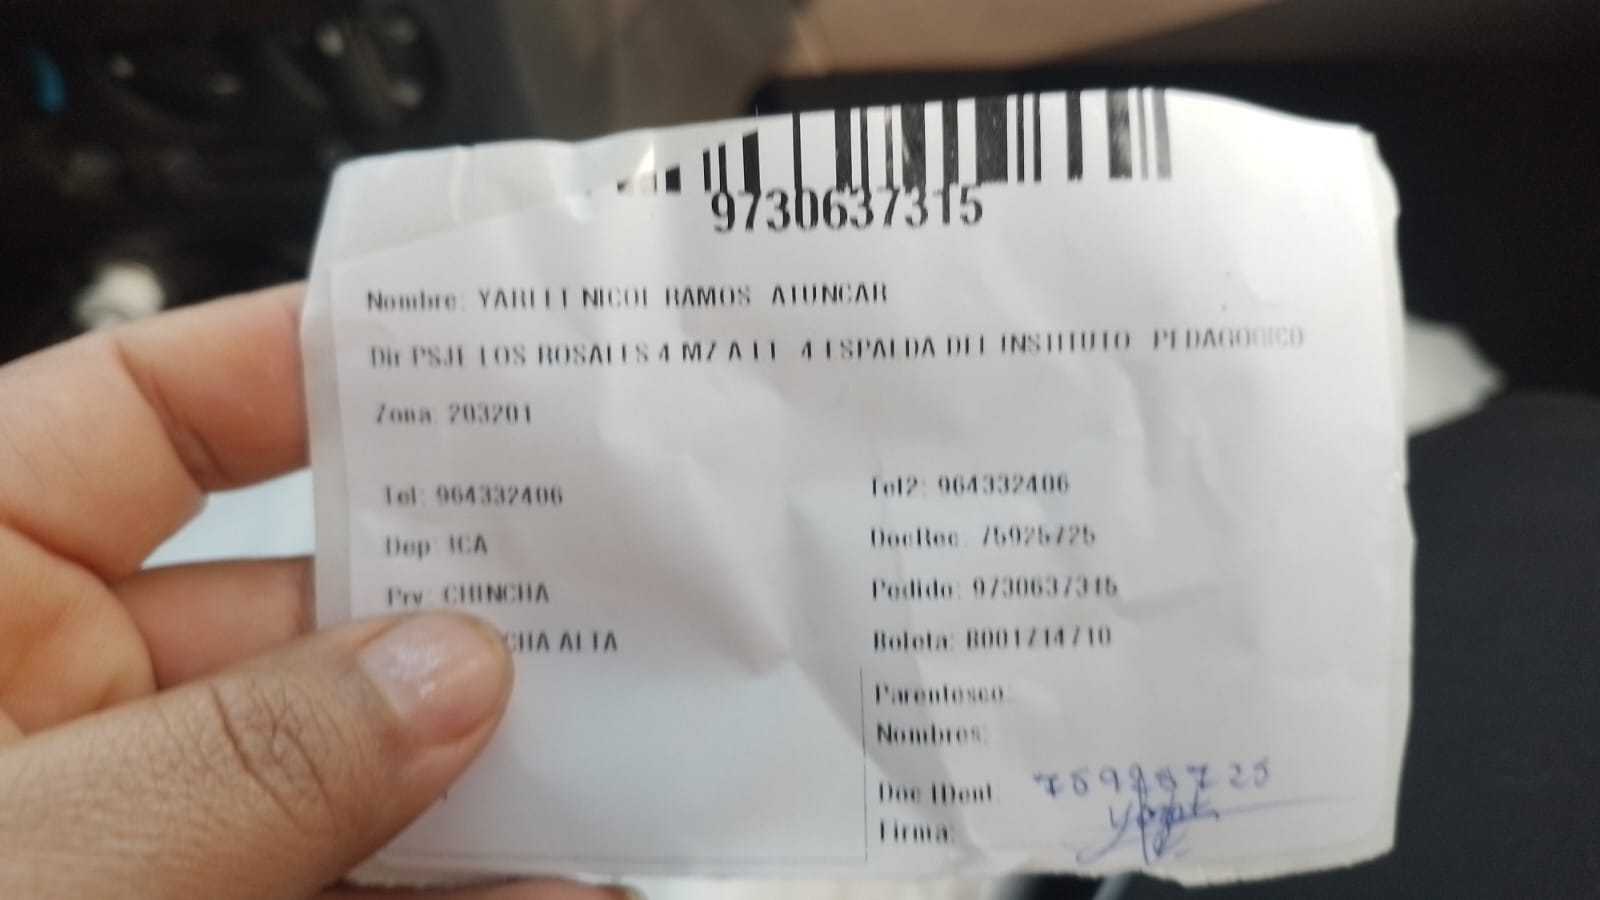 9730637315
Nombre: YARLET NICOL RAMOS ATUNCAR
Dir PSJE LOS ROSALES 4 MZ A LT 4 ESPALDA DEL INSTITUTO PEDAGOGICO
Zona: 203201
Tel: 964332406 Tel2: 964332406
Dep: ICA DocRec: 75925725
Prv: CHINCHA Pedido: 9730637315
CHA ALTA Boleta: B001714710
Parentesco:
Nombres:
Doc IDent: 75925725
Firma: